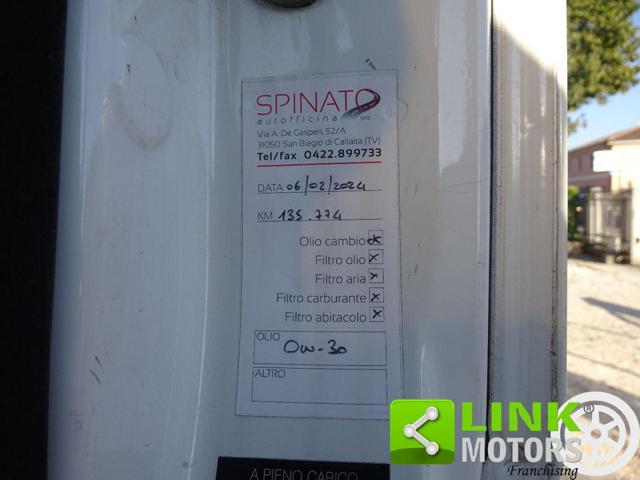 SPINATO
autofficina snc
Via A. De Gasperi, 52/A
31050 San Biagio di Callalta (TV)
Tel/fax 0422.899733
DATA 06/02/2024
KM 135.774
Olio cambio
Filtro olio
Filtro aria
Filtro carburante
Filtro abitacolo
OLIO
0w-30
ALTRO
A PIENO CARICO
LINK
MOTORS®
Franchising